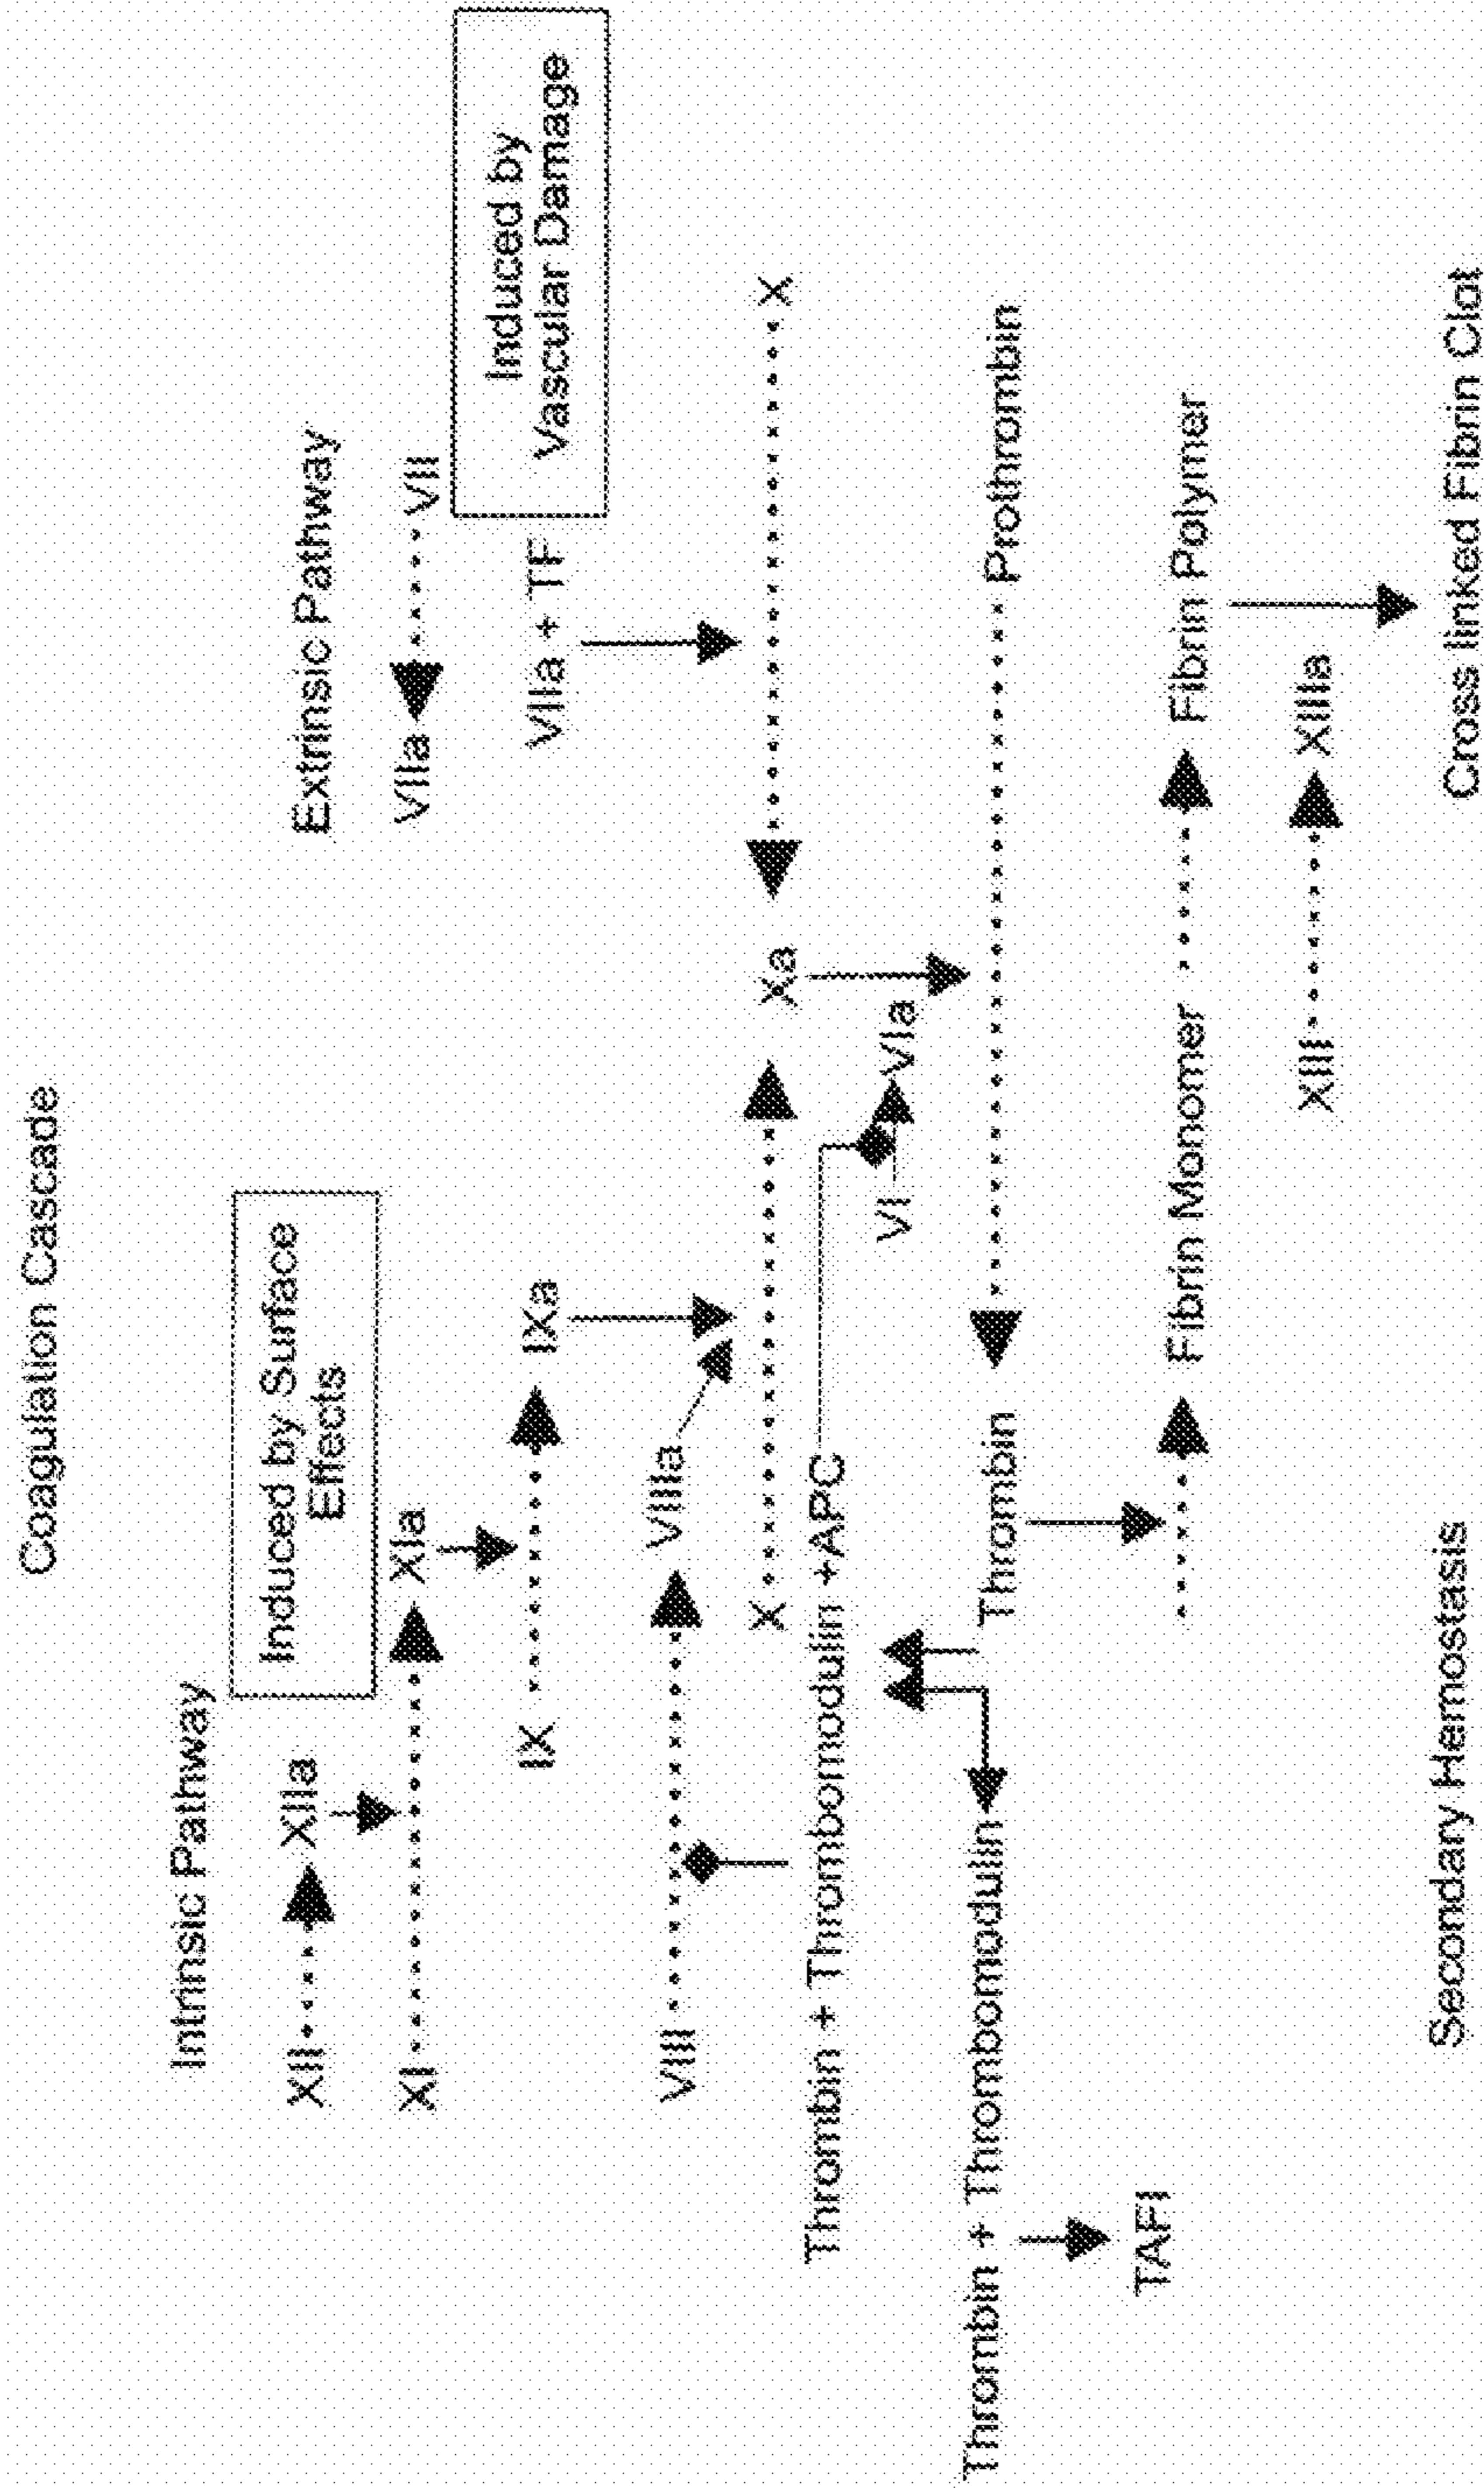 Coagulation Cascade
Intrinsic Pathway
Induced by Surface
Effects
Extrinsic Pathway
XII
XIIa
XI
XIa
VIIa
VII
IX
IXa
VIIa + TF
Induced by
Vascular Damage
VIII
VIIIa
X
Xa
X
Thrombin + Thrombomodulin +APC
VI
VIa
Thrombin + Thrombomodulin
Thrombin
Prothrombin
TAFI
Fibrin Monomer
Fibrin Polymer
XIII
XIIIa
Secondary Hemostasis
Cross linked Fibrin Clot